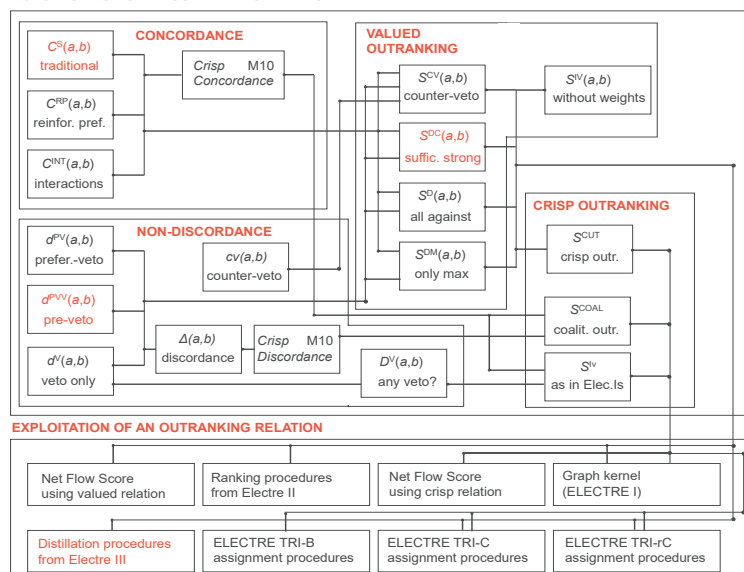 CONCORDANCE
C^S(a,b)
traditional
C^RP(a,b)
reinfor. pref.
C^INT(a,b)
interactions
Crisp M10
Concordance
VALUED
OUTRANKING
S^CV(a,b)
counter-veto
S^IV(a,b)
without weights
S^DC(a,b)
suffic. strong
S^D(a,b)
all against
S^DM(a,b)
only max
NON-DISCORDANCE
d^PV(a,b)
prefer.-veto
cv(a,b)
counter-veto
d^PVV(a,b)
pre-veto
d^V(a,b)
veto only
Δ(a,b)
discordance
Crisp M10
Discordance
D^V(a,b)
any veto?
CRISP OUTRANKING
S^CUT
crisp outr.
S^COAL
coalit. outr.
S^Iv
as in Elec.Is
EXPLOITATION OF AN OUTRANKING RELATION
Net Flow Score
using valued relation
Ranking procedures
from Electre II
Net Flow Score
using crisp relation
Graph kernel
(ELECTRE I)
Distillation procedures
from Electre III
ELECTRE TRI-B
assignment procedures
ELECTRE TRI-C
assignment procedures
ELECTRE TRI-rC
assignment procedures